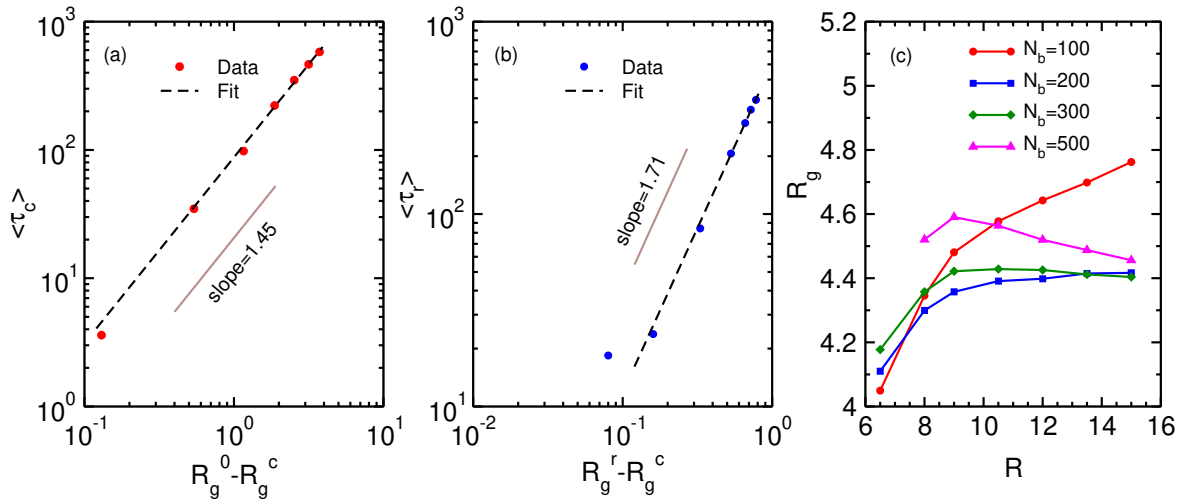 (a)
Data
Fit
slope=1.45
10^3
10^2
10^1
10^0
<τ_c>
10^-1
10^0
10^1
R_g^0-R_g^c
(b)
Data
Fit
slope=1.71
10^3
10^2
10^1
<τ_r>
10^-2
10^-1
10^0
R_g^r-R_g^c
(c)
N_b=100
N_b=200
N_b=300
N_b=500
5
4.8
4.6
4.4
4.2
4
R_g
6 8 10 12 14 16
R